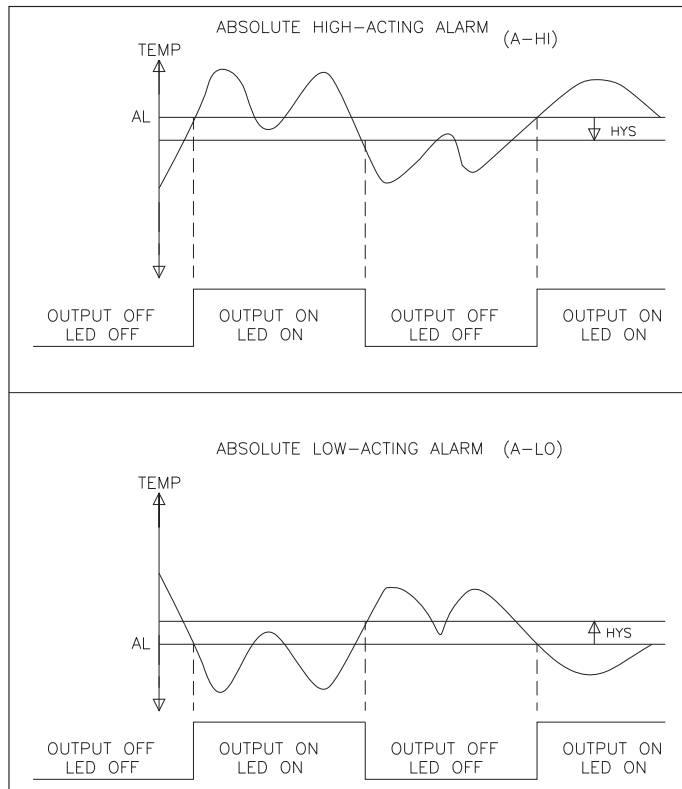 ABSOLUTE HIGH-ACTING ALARM (A-HI)
TEMP
AL
HYS
OUTPUT OFF
LED OFF
OUTPUT ON
LED ON
OUTPUT OFF
LED OFF
OUTPUT ON
LED ON
ABSOLUTE LOW-ACTING ALARM (A-LO)
TEMP
AL
HYS
OUTPUT OFF
LED OFF
OUTPUT ON
LED ON
OUTPUT OFF
LED OFF
OUTPUT ON
LED ON